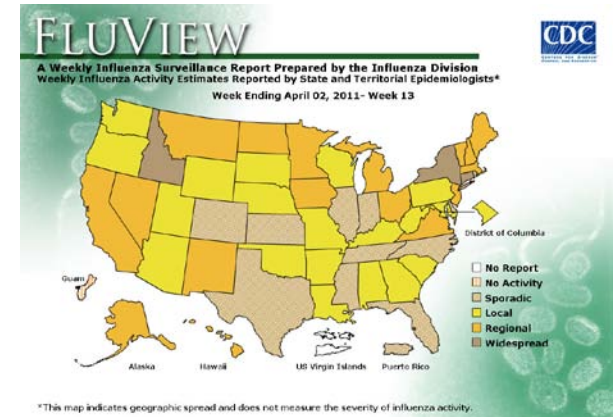 FLUVIEW
CDC
A Weekly Influenza Surveillance Report Prepared by the Influenza Division
Weekly Influenza Activity Estimates Reported by State and Territorial Epidemiologists*
Week Ending April 02, 2011- Week 13
District of Columbia
Guam
No Report
No Activity
Sporadic
Local
Regional
Widespread
Alaska
Hawaii
US Virgin Islands
Puerto Rico
*This map indicates geographic spread and does not measure the severity of influenza activity.